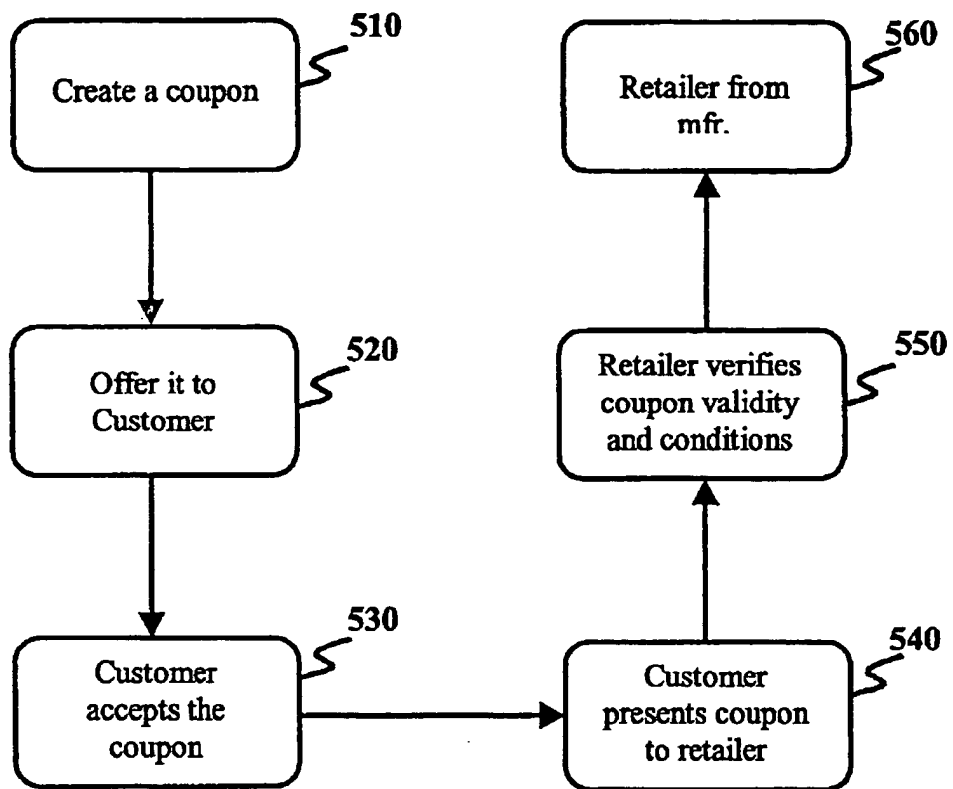 510
Create a coupon
520
Offer it to
Customer
530
Customer
accepts the
coupon
540
Customer
presents coupon
to retailer
550
Retailer verifies
coupon validity
and conditions
560
Retailer from
mfr.